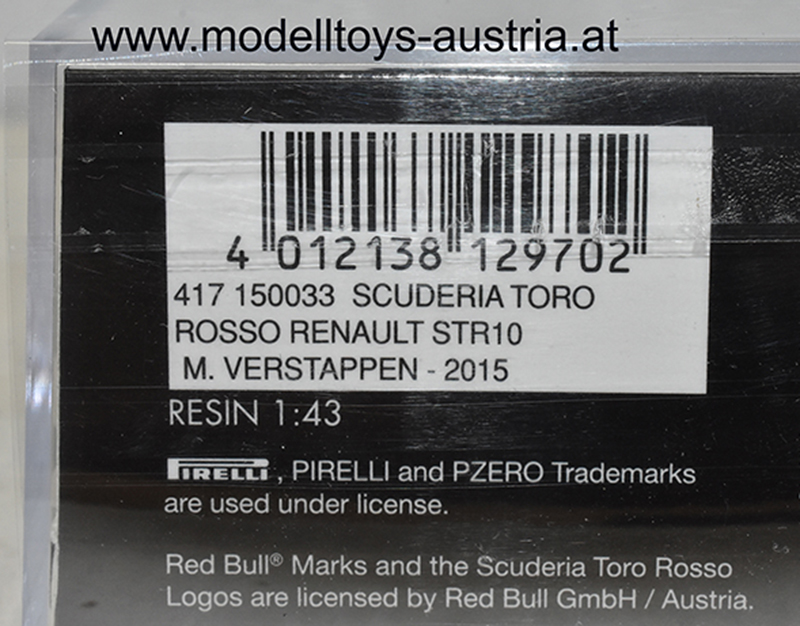 www.modelltoys-austria.at
4 012138 129702
417 150033 SCUDERIA TORO
ROSSO RENAULT STR10
M. VERSTAPPEN - 2015
RESIN 1:43
PIRELLI, PIRELLI and PZERO Trademarks
are used under license.
Red Bull® Marks and the Scuderia Toro Rosso
Logos are licensed by Red Bull GmbH / Austria.